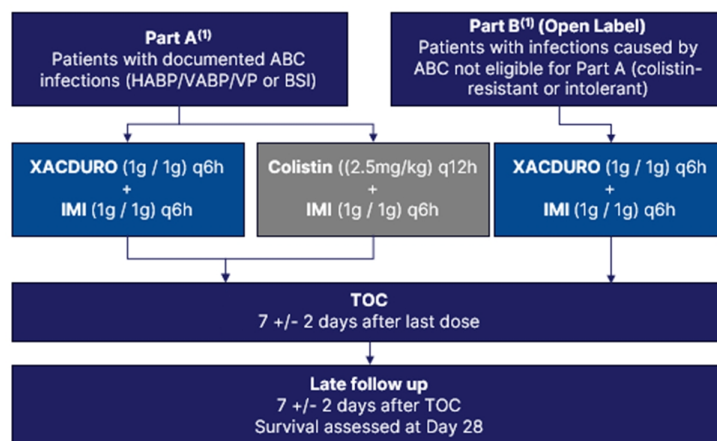 Part A(1)
Patients with documented ABC
infections (HABP/VABP/VP or BSI)
Part B(1) (Open Label)
Patients with infections caused by
ABC not eligible for Part A (colistin-
resistant or intolerant)
XACDURO (1g / 1g) q6h
+
IMI (1g / 1g) q6h
Colistin ((2.5mg/kg) q12h
+
IMI (1g / 1g) q6h
XACDURO (1g / 1g) q6h
+
IMI (1g / 1g) q6h
TOC
7 +/- 2 days after last dose
Late follow up
7 +/- 2 days after TOC
Survival assessed at Day 28